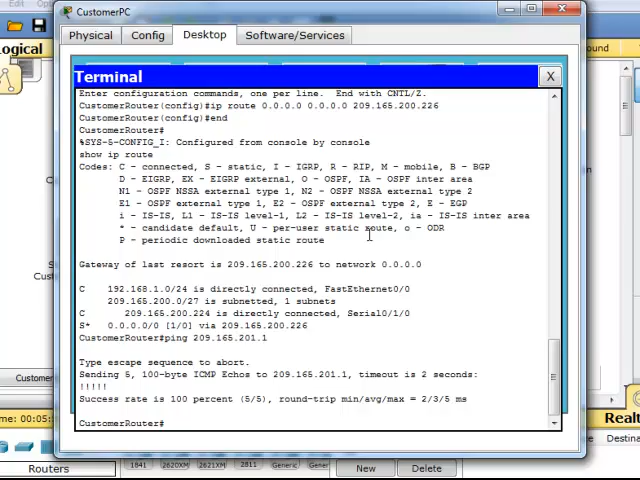 Edit
CustomerPC
Logical
Physical
Config
Desktop
Software/Services
Terminal
X
Enter configuration commands, one per line.  End with CNTL/Z.
CustomerRouter(config)#ip route 0.0.0.0 0.0.0.0 209.165.200.226
CustomerRouter(config)#end
CustomerRouter#
%SYS-5-CONFIG_I: Configured from console by console
show ip route
Codes: C - connected, S - static, I - IGRP, R - RIP, M - mobile, B - BGP
D - EIGRP, EX - EIGRP external, O - OSPF, IA - OSPF inter area
N1 - OSPF NSSA external type 1, N2 - OSPF NSSA external type 2
E1 - OSPF external type 1, E2 - OSPF external type 2, E - EGP
i - IS-IS, L1 - IS-IS level-1, L2 - IS-IS level-2, ia - IS-IS inter area
* - candidate default, U - per-user static route, o - ODR
P - periodic downloaded static route
Gateway of last resort is 209.165.200.226 to network 0.0.0.0
C    192.168.1.0/24 is directly connected, FastEthernet0/0
209.165.200.0/27 is subnetted, 1 subnets
C       209.165.200.224 is directly connected, Serial0/1/0
S*   0.0.0.0/0 [1/0] via 209.165.200.226
CustomerRouter#ping 209.165.201.1
Type escape sequence to abort.
Sending 5, 100-byte ICMP Echos to 209.165.201.1, timeout is 2 seconds:
!!!!!
Success rate is 100 percent (5/5), round-trip min/avg/max = 2/3/5 ms
CustomerRouter#
Customer
Realt
Routers
1841
2620XM
2621XM
2811
Generic
Gener
New
Delete